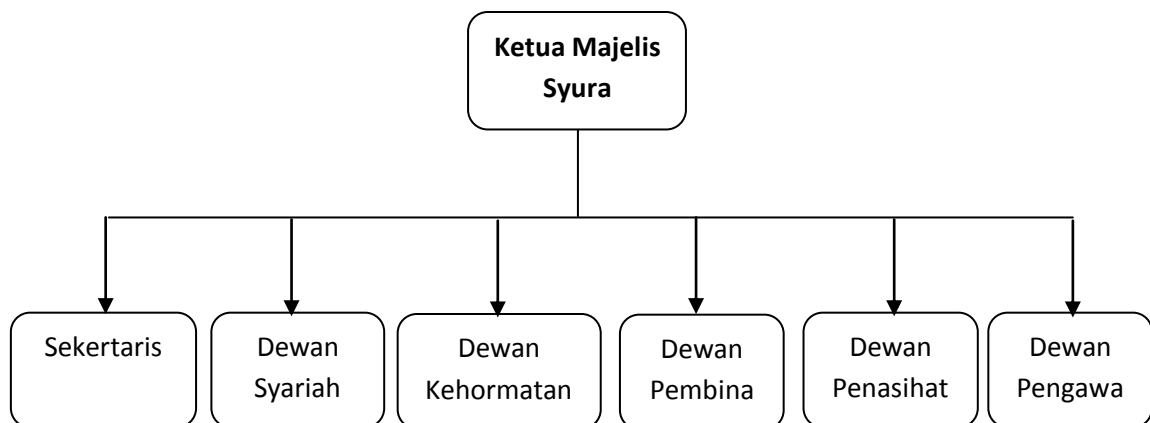 Ketua Majelis
Syura
Sekertaris
Dewan
Syariah
Dewan
Kehormatan
Dewan
Pembina
Dewan
Penasihat
Dewan
Pengawa